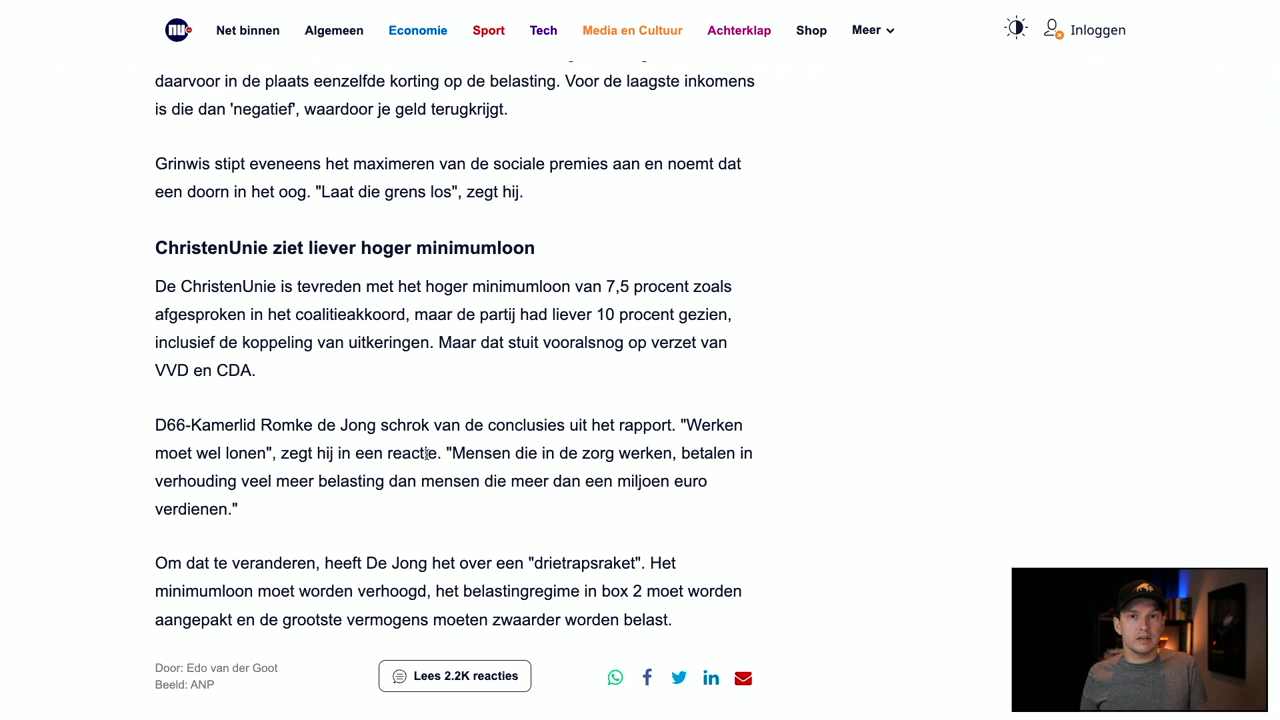 nu
Net binnen
Algemeen
Economie
Sport
Tech
Media en Cultuur
Achterklap
Shop
Meer
Inloggen
daarvoor in de plaats eenzelfde korting op de belasting. Voor de laagste inkomens
is die dan 'negatief', waardoor je geld terugkrijgt.
Grinwis stipt eveneens het maximeren van de sociale premies aan en noemt dat
een doorn in het oog. "Laat die grens los", zegt hij.
ChristenUnie ziet liever hoger minimumloon
De ChristenUnie is tevreden met het hoger minimumloon van 7,5 procent zoals
afgesproken in het coalitieakkoord, maar de partij had liever 10 procent gezien,
inclusief de koppeling van uitkeringen. Maar dat stuit vooralsnog op verzet van
VVD en CDA.
D66-Kamerlid Romke de Jong schrok van de conclusies uit het rapport. "Werken
moet wel lonen", zegt hij in een reactie. "Mensen die in de zorg werken, betalen in
verhouding veel meer belasting dan mensen die meer dan een miljoen euro
verdienen."
Om dat te veranderen, heeft De Jong het over een "drietrapsraket". Het
minimumloon moet worden verhoogd, het belastingregime in box 2 moet worden
aangepakt en de grootste vermogens moeten zwaarder worden belast.
Door: Edo van der Goot
Beeld: ANP
Lees 2.2K reacties